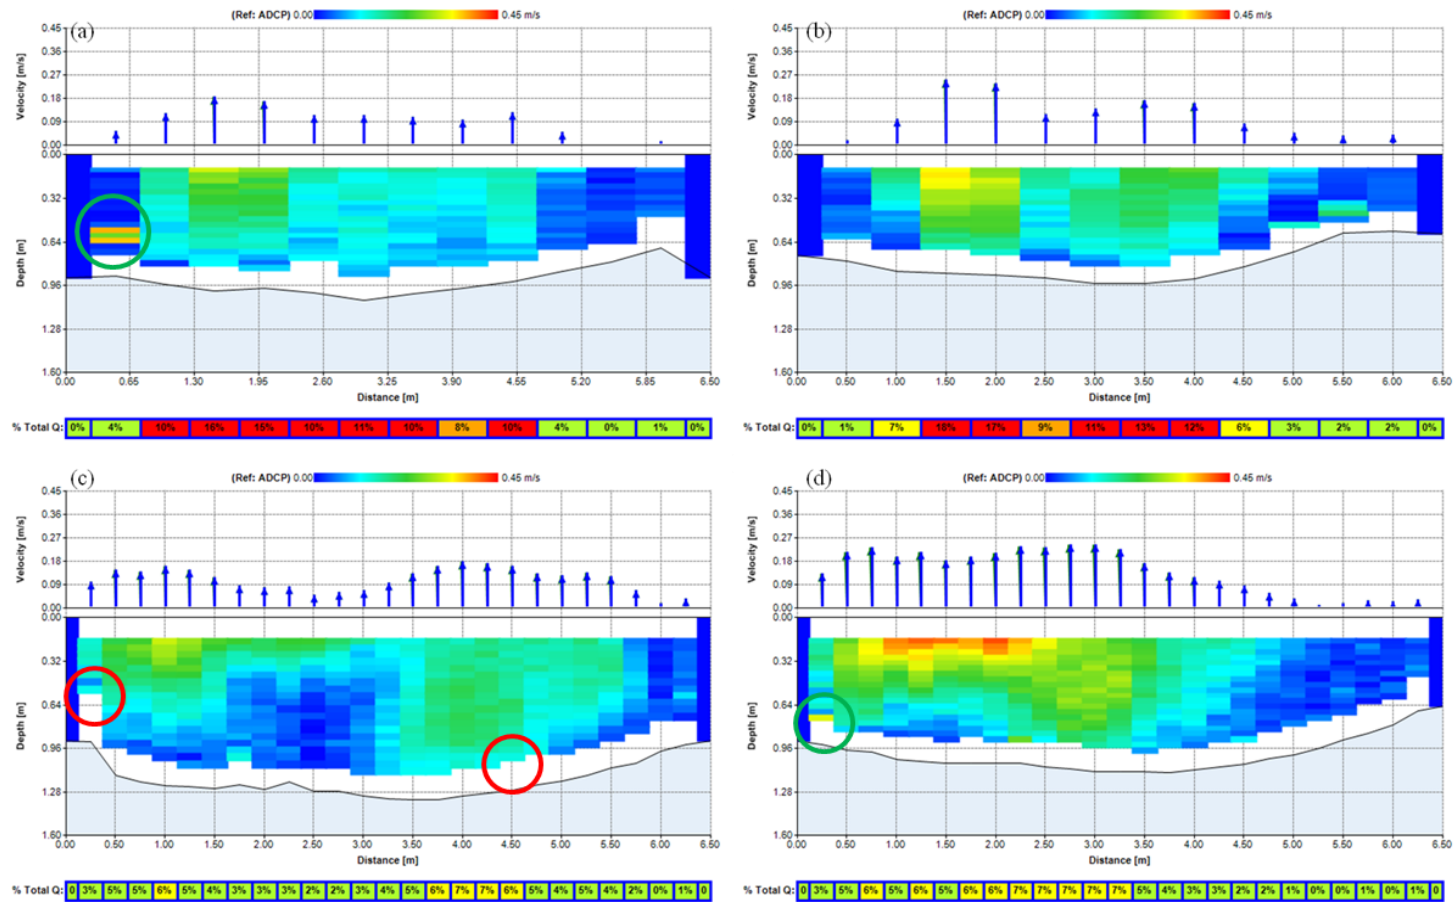 (Ref: ADCP) 0.00 0.45 m/s
(a)
Velocity [m/s]
0.45
0.36
0.27
0.18
0.09
0.00
Depth [m]
0.00
0.32
0.64
0.96
1.28
1.60
0.00 0.65 1.30 1.95 2.60 3.25 3.90 4.55 5.20 5.85 6.50
Distance [m]
% Total Q: 0% 4% 10% 16% 15% 10% 11% 10% 8% 10% 4% 0% 1% 0%
(Ref: ADCP) 0.00 0.45 m/s
(b)
Velocity [m/s]
0.45
0.36
0.27
0.18
0.09
0.00
Depth [m]
0.00
0.32
0.64
0.96
1.28
1.60
0.00 0.50 1.00 1.50 2.00 2.50 3.00 3.50 4.00 4.50 5.00 5.50 6.00 6.50
Distance [m]
% Total Q: 0% 1% 7% 18% 17% 9% 11% 13% 12% 6% 3% 2% 2% 0%
(Ref: ADCP) 0.00 0.45 m/s
(c)
Velocity [m/s]
0.45
0.36
0.27
0.18
0.09
0.00
Depth [m]
0.00
0.32
0.64
0.96
1.28
1.60
0.00 0.50 1.00 1.50 2.00 2.50 3.00 3.50 4.00 4.50 5.00 5.50 6.00 6.50
Distance [m]
% Total Q: 0 3% 5% 5% 6% 5% 4% 3% 3% 3% 2% 2% 3% 4% 5% 6% 7% 7% 6% 5% 4% 5% 4% 2% 0% 1% 0
(Ref: ADCP) 0.00 0.45 m/s
(d)
Velocity [m/s]
0.45
0.36
0.27
0.18
0.09
0.00
Depth [m]
0.00
0.32
0.64
0.96
1.28
1.60
0.00 0.50 1.00 1.50 2.00 2.50 3.00 3.50 4.00 4.50 5.00 5.50 6.00 6.50
Distance [m]
% Total Q: 0 3% 5% 6% 5% 6% 5% 6% 6% 7% 7% 7% 7% 7% 5% 4% 3% 3% 2% 2% 1% 0% 0% 1% 0% 1% 0